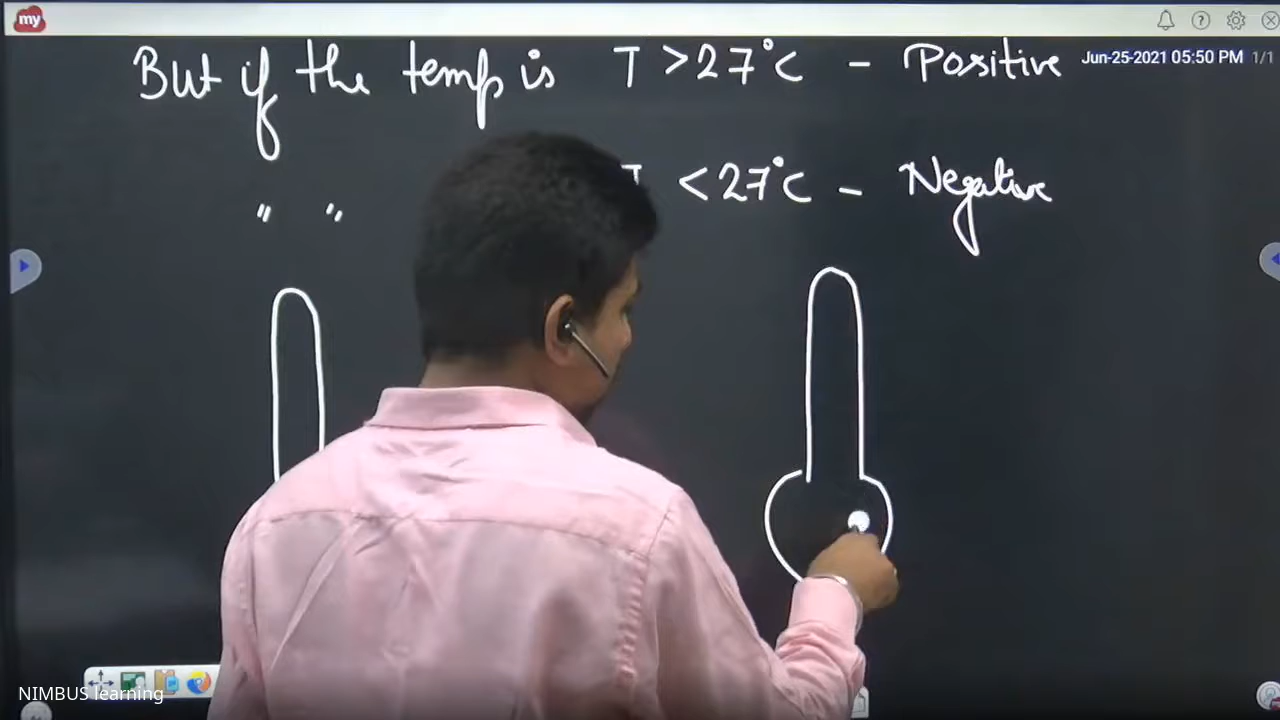 my
But if the temp is T > 27°C - Positive
Jun-25-2021 05:50 PM 1/1
" " T < 27°C - Negative
NIMBUS learning